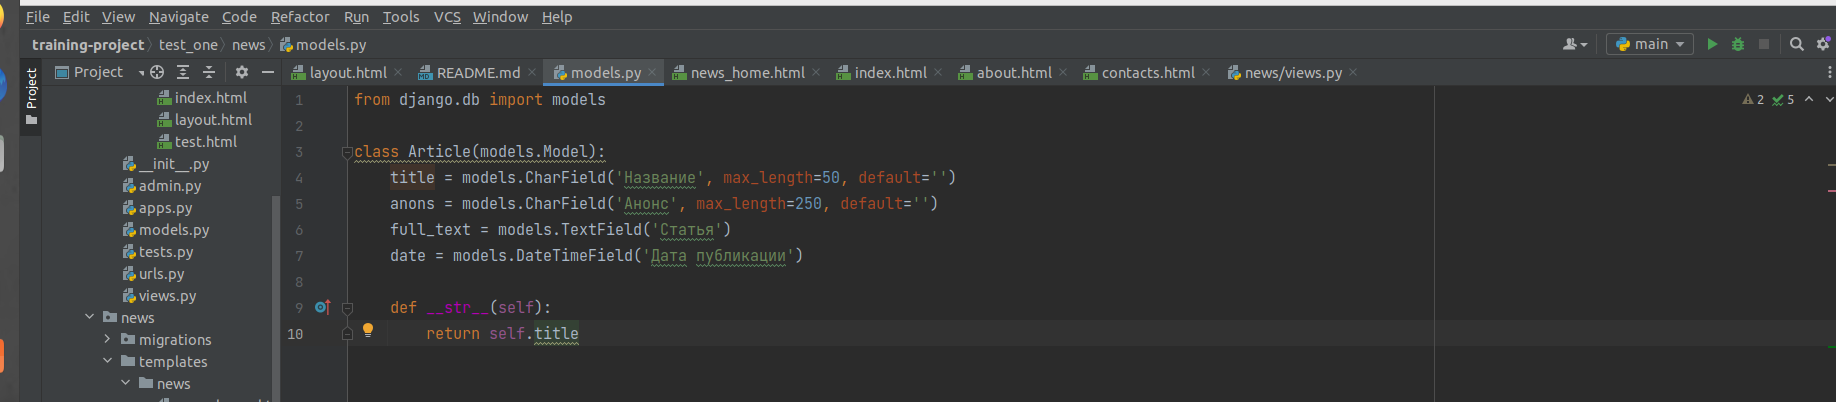 File Edit View Navigate Code Refactor Run Tools VCS Window Help
training-project test_one news models.py main
Project layout.html README.md models.py news_home.html index.html about.html contacts.html news/views.py
Project
index.html
layout.html
test.html
__init__.py
admin.py
apps.py
models.py
tests.py
urls.py
views.py
news
migrations
templates
news
1 from django.db import models
2
3 class Article(models.Model):
4 title = models.CharField('Название', max_length=50, default='')
5 anons = models.CharField('Анонс', max_length=250, default='')
6 full_text = models.TextField('Статья')
7 date = models.DateTimeField('Дата публикации')
8
9 def __str__(self):
10 return self.title
2 5